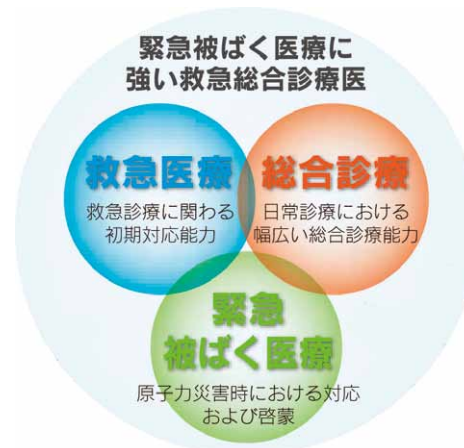 緊急被ばく医療に
強い救急総合診療医
救急医療
救急診療に関わる
初期対応能力
総合診療
日常診療における
幅広い総合診療能力
緊急
被ばく医療
原子力災害時における対応
および啓蒙